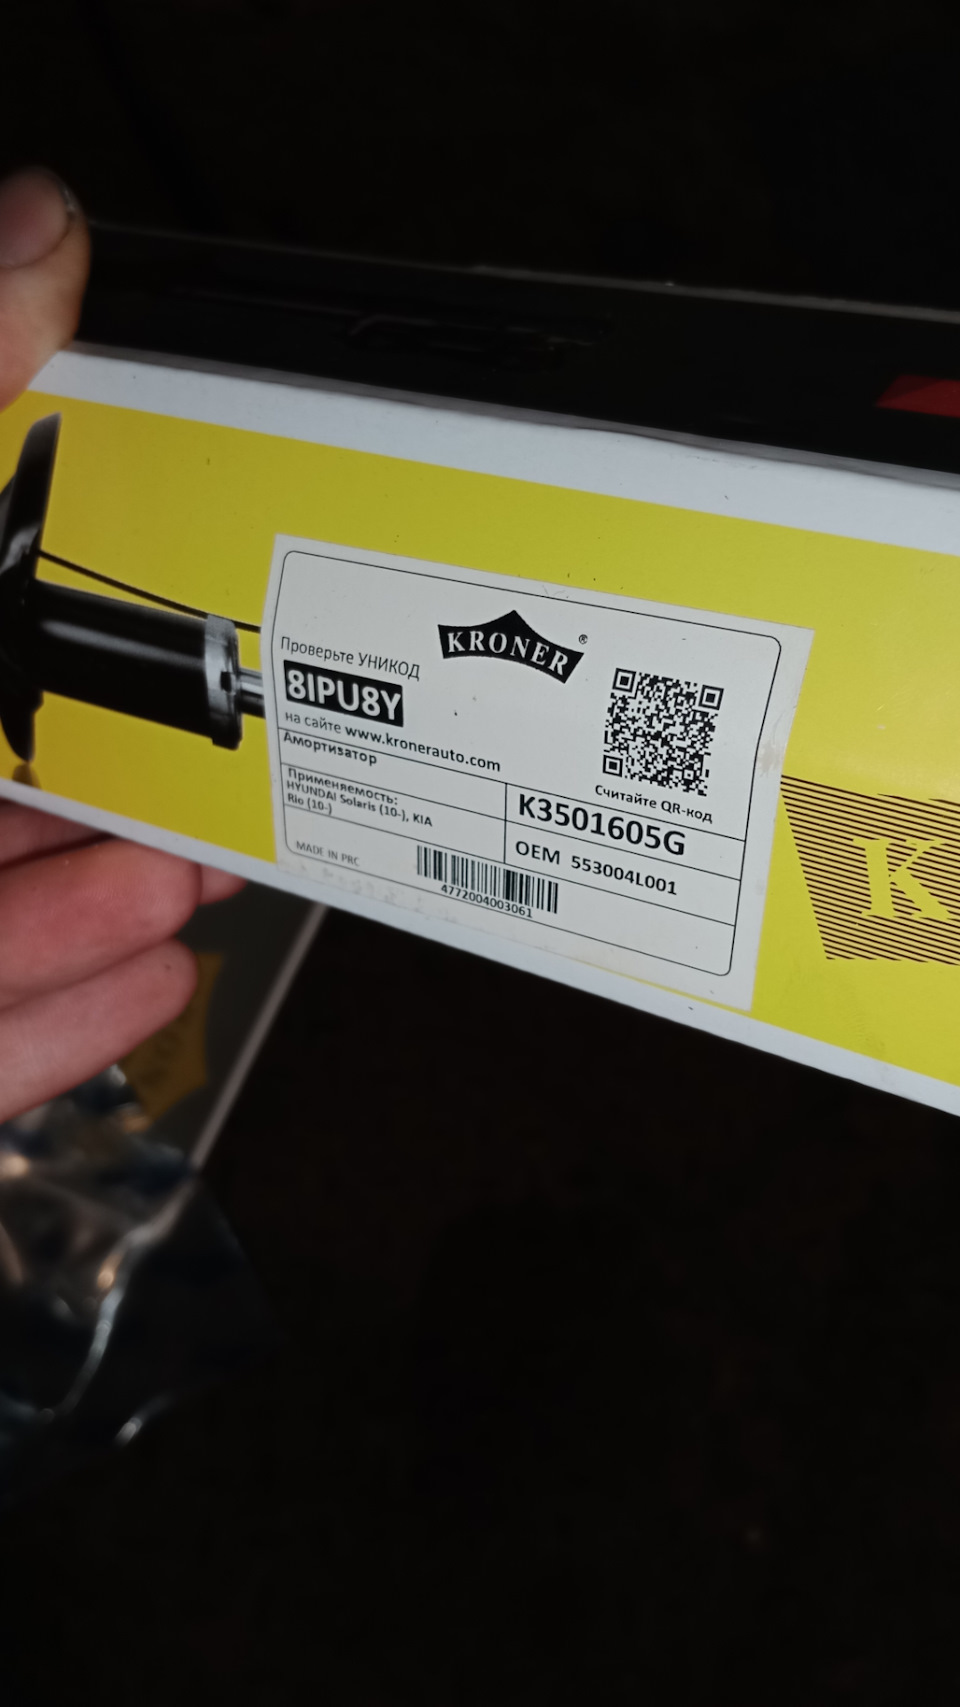 KRONER®
Проверьте УНИКОД
8IPU8Y
на сайте www.kronerauto.com
Считайте QR-код
Амортизатор
K3501605G
Применяемость:
HYUNDAI Solaris (10-), KIA
Rio (10-)
OEM 553004L001
MADE IN PRC
4772004003061
K